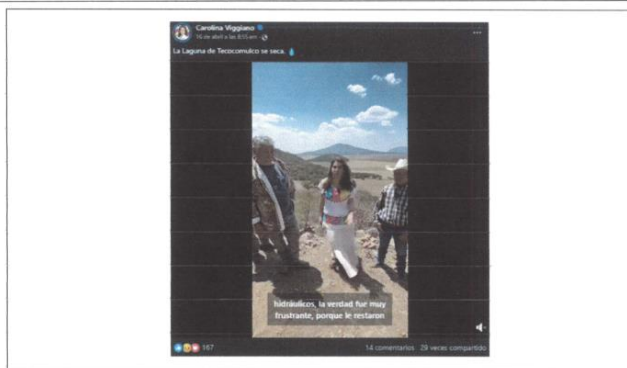 Carolina Viggiano
16 de abril a las 8:55 am
La Laguna de Tecocomulco se seca.
hidráulicos, la verdad fue muy
frustrante, porque le restaron
167
14 comentarios 28 veces compartido